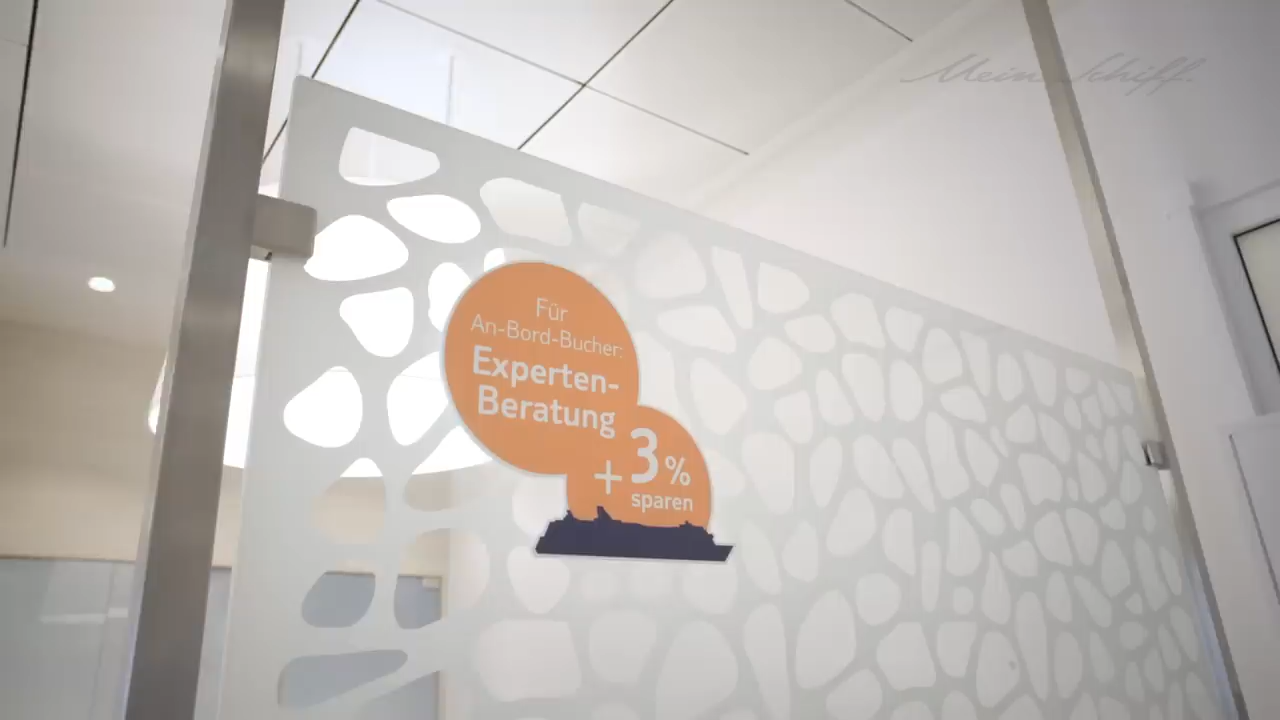 Mein Schiff.
Für
An-Bord-Bucher:
Experten-
Beratung
+3%
sparen